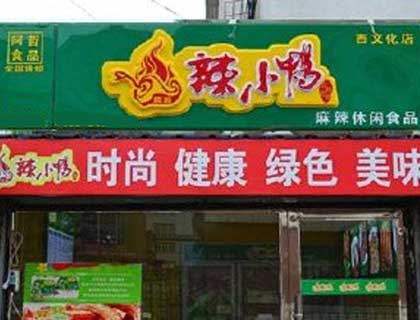 阿哲
食品
全国连锁
辣小鸭
西文化店
麻辣休闲食品
辣小鸭 时尚 健康 绿色 美味